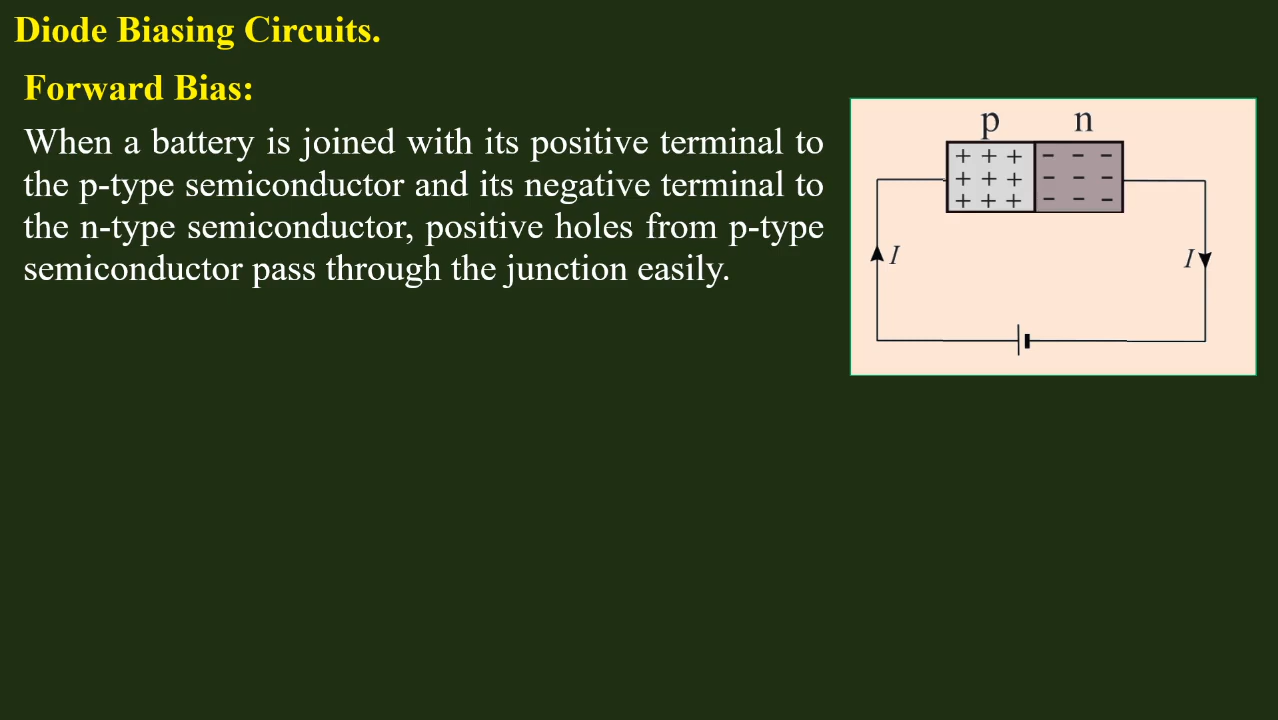 Diode Biasing Circuits.
Forward Bias:
When a battery is joined with its positive terminal to
the p-type semiconductor and its negative terminal to
the n-type semiconductor, positive holes from p-type
semiconductor pass through the junction easily.
p n
+ + + − − −
+ + + − − −
+ + + − − −
I I